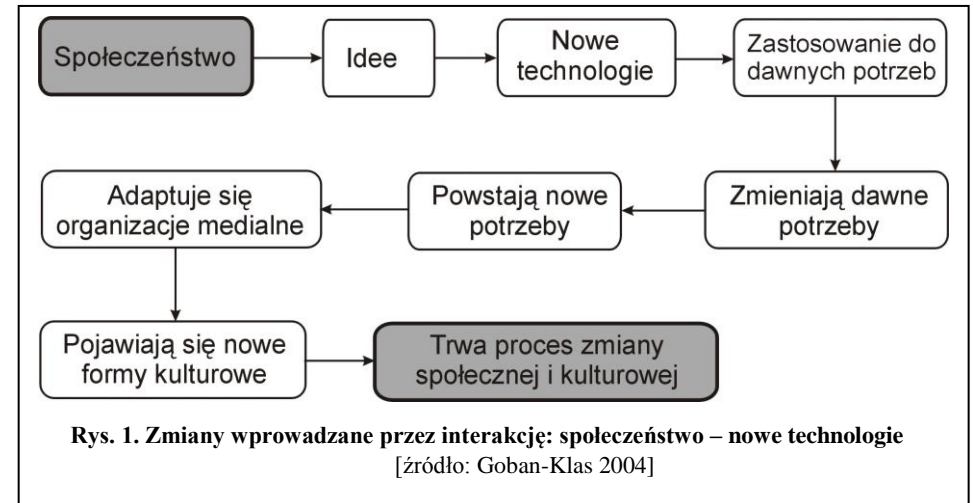 Społeczeństwo
Idee
Nowe
technologie
Zastosowanie do
dawnych potrzeb
Zmieniają dawne
potrzeby
Powstają nowe
potrzeby
Adaptuje się
organizacje medialne
Pojawiają się nowe
formy kulturowe
Trwa proces zmiany
społecznej i kulturowej
Rys. 1. Zmiany wprowadzane przez interakcję: społeczeństwo – nowe technologie
[źródło: Goban-Klas 2004]